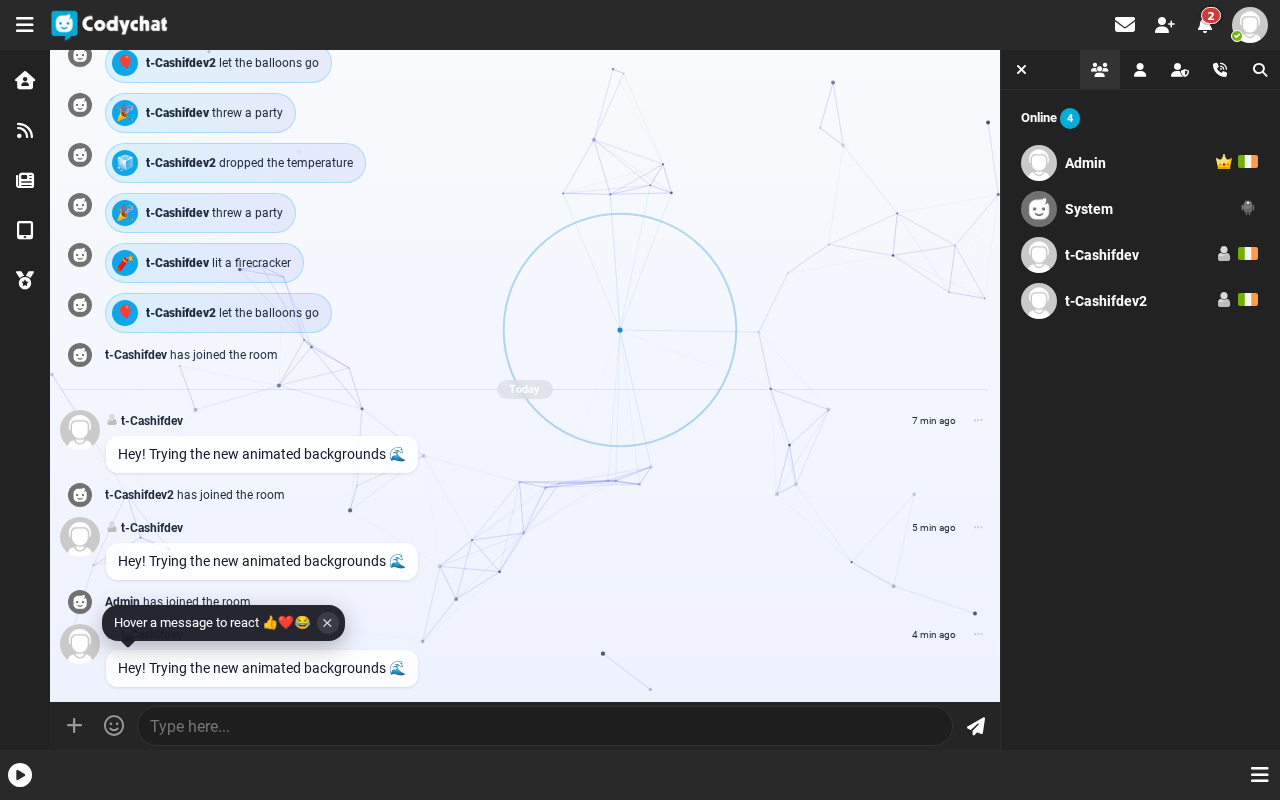 Codychat
2
t-Cashifdev2 let the balloons go
t-Cashifdev threw a party
t-Cashifdev2 dropped the temperature
t-Cashifdev threw a party
t-Cashifdev lit a firecracker
t-Cashifdev2 let the balloons go
t-Cashifdev has joined the room
Today
t-Cashifdev
7 min ago
Hey! Trying the new animated backgrounds 🌊
t-Cashifdev2 has joined the room
t-Cashifdev
5 min ago
Hey! Trying the new animated backgrounds 🌊
Admin has joined the room
Hover a message to react 👍❤️😂
4 min ago
Hey! Trying the new animated backgrounds 🌊
Type here...
Online 4
Admin
System
t-Cashifdev
t-Cashifdev2